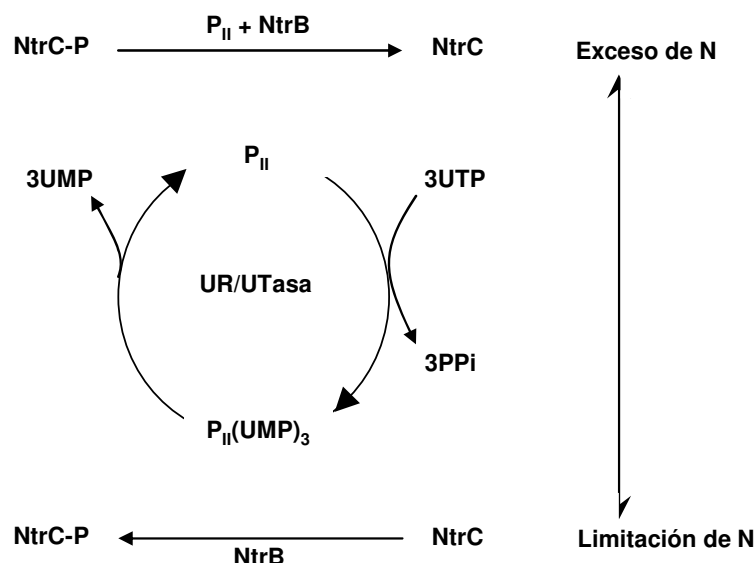 P_II + NtrB
NtrC-P NtrC Exceso de N
P_II
3UMP 3UTP
UR/UTasa
3PPi
P_II(UMP)_3
NtrC-P NtrC Limitación de N
NtrB